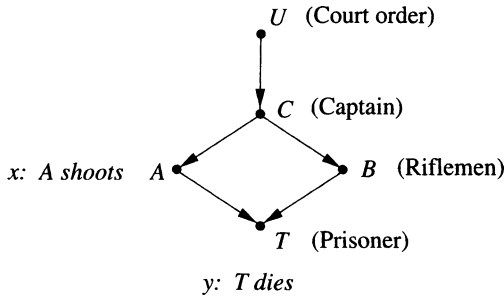 U (Court order)
C (Captain)
x: A shoots A B (Riflemen)
T (Prisoner)
y: T dies